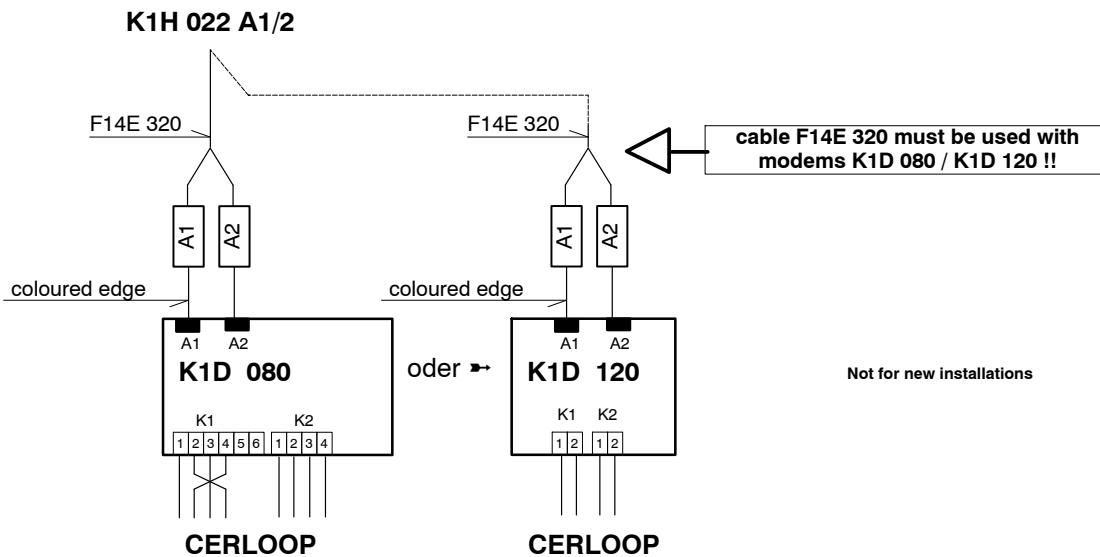 K1H 022 A1/2
F14E 320
F14E 320
cable F14E 320 must be used with
modems K1D 080 / K1D 120 !!
A1
A2
A1
A2
coloured edge
coloured edge
A1 A2
K1D 080
oder
A1 A2
K1D 120
Not for new installations
K1 K2
1 2 3 4 5 6 1 2 3 4
K1 K2
1 2 1 2
CERLOOP
CERLOOP